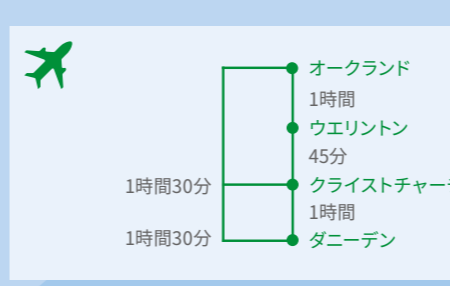 オークランド
1時間
ウエリントン
45分
1時間30分
クライストチャー
1時間
1時間30分
ダニーデン